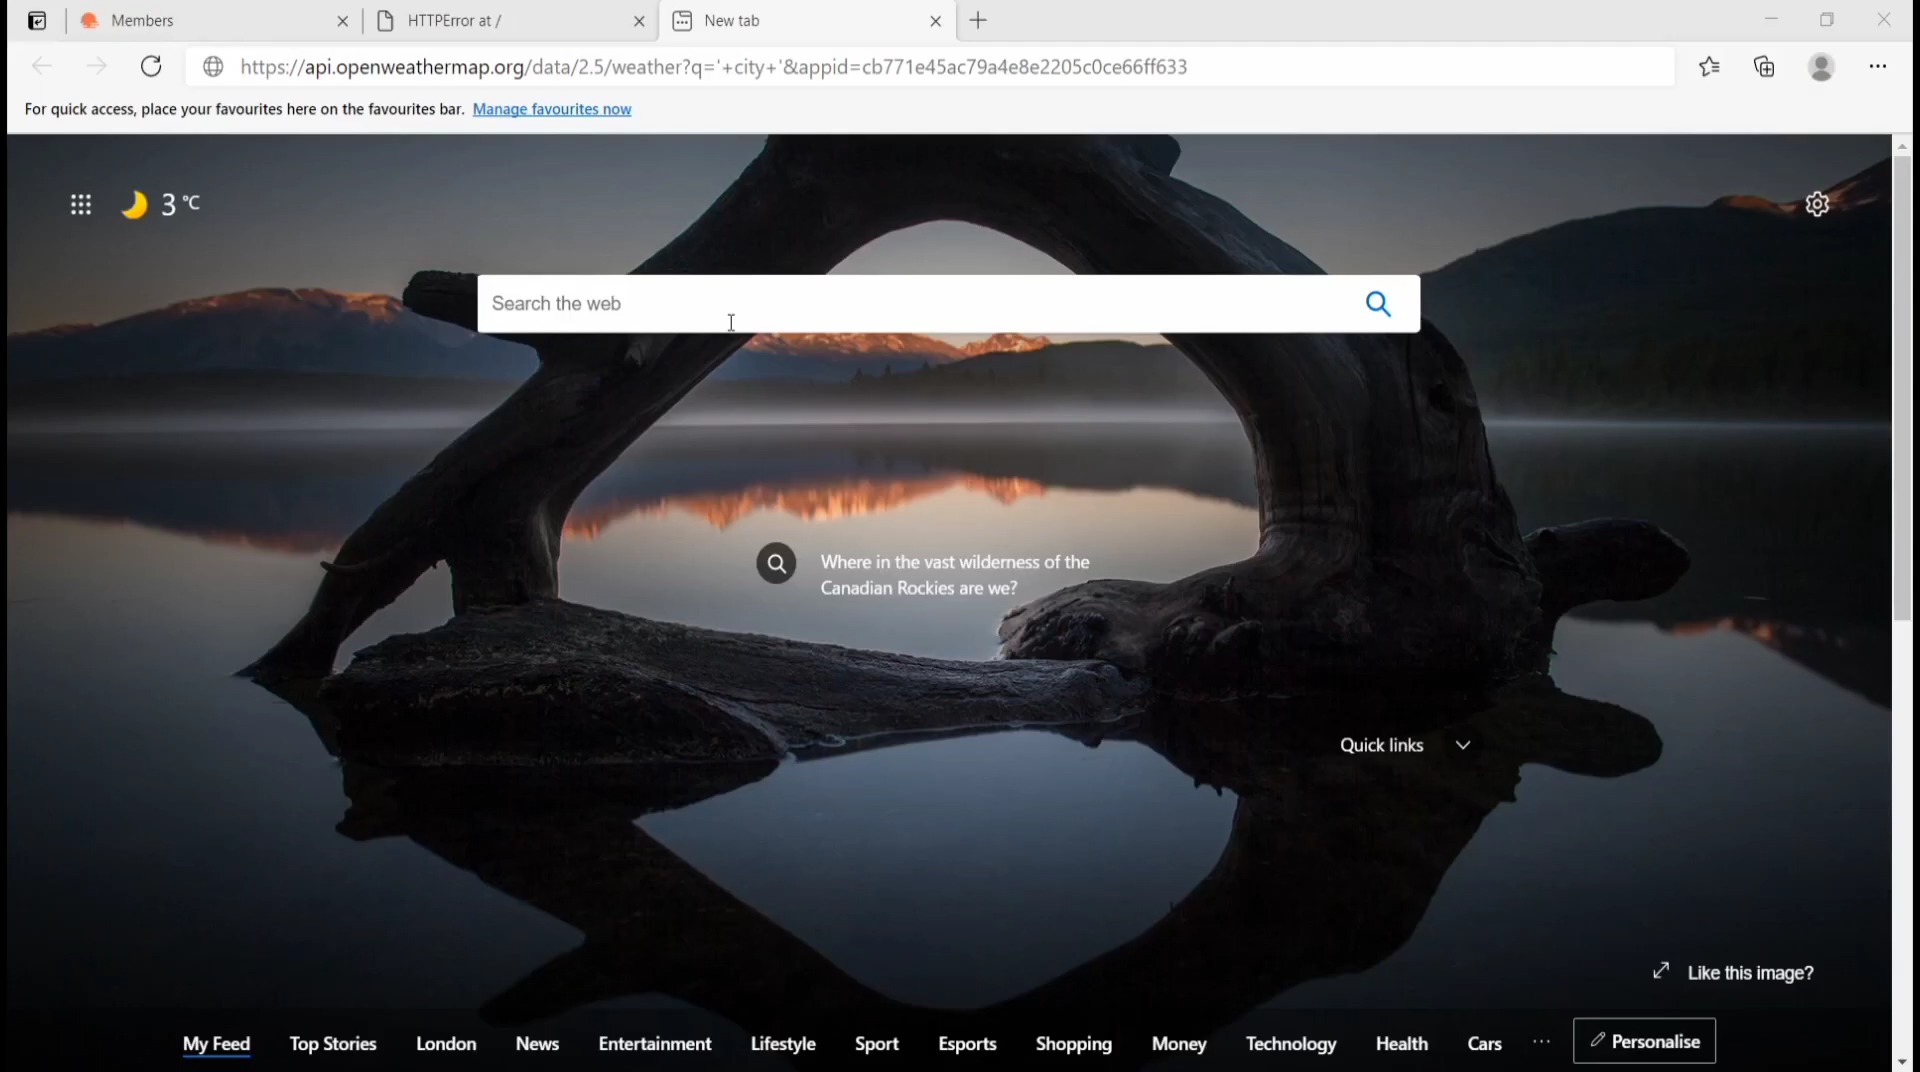 Members
HTTPError at /
New tab
https://api.openweathermap.org/data/2.5/weather?q='+city+'&appid=cb771e45ac79a4e8e2205c0ce66ff633
For quick access, place your favourites here on the favourites bar. Manage favourites now
3 °C
Search the web
Where in the vast wilderness of the
Canadian Rockies are we?
Quick links
Like this image?
My Feed Top Stories London News Entertainment Lifestyle Sport Esports Shopping Money Technology Health Cars ... Personalise